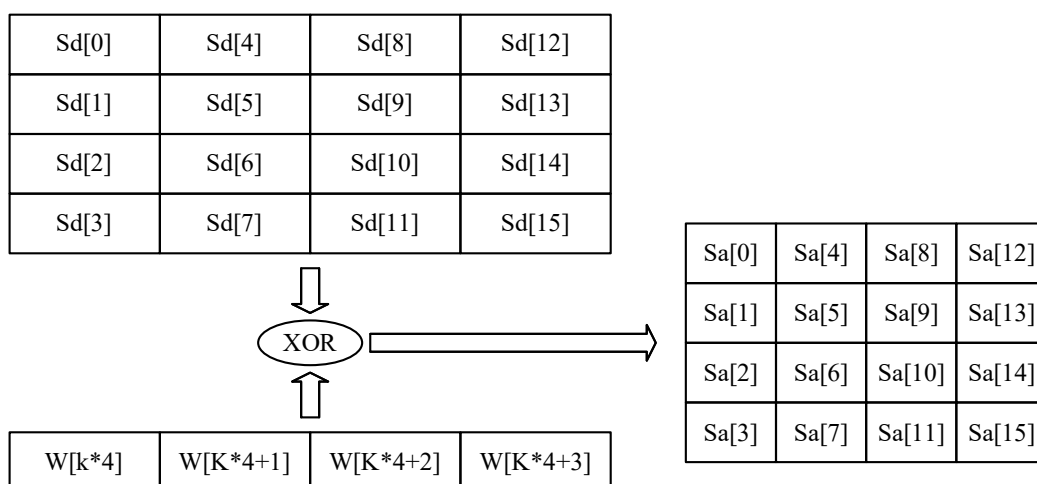 Sd[0] Sd[4] Sd[8] Sd[12]
Sd[1] Sd[5] Sd[9] Sd[13]
Sd[2] Sd[6] Sd[10] Sd[14]
Sd[3] Sd[7] Sd[11] Sd[15]
XOR
W[k*4] W[K*4+1] W[K*4+2] W[K*4+3]
Sa[0] Sa[4] Sa[8] Sa[12]
Sa[1] Sa[5] Sa[9] Sa[13]
Sa[2] Sa[6] Sa[10] Sa[14]
Sa[3] Sa[7] Sa[11] Sa[15]